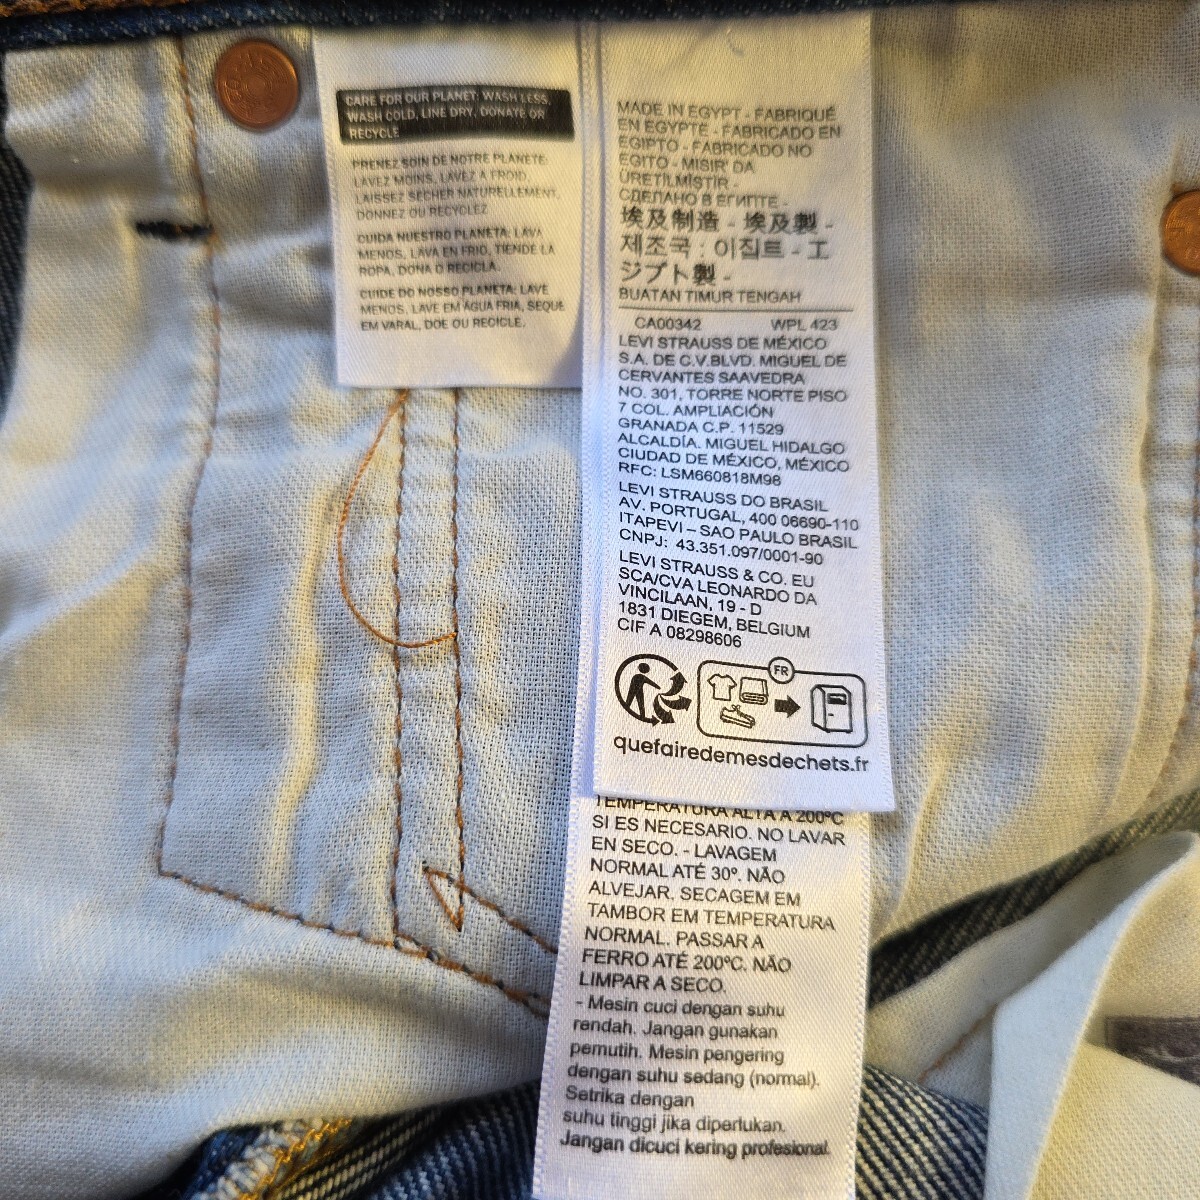 CARE FOR OUR PLANET: WASH LESS,
WASH COLD, LINE DRY, DONATE OR
RECYCLE
PRENEZ SOIN DE NOTRE PLANETE:
LAVEZ MOINS, LAVEZ A FROID,
LAISSEZ SECHER NATURELLEMENT,
DONNEZ OU RECYCLEZ
CUIDA NUESTRO PLANETA: LAVA
MENOS, LAVA EN FRIO, TIENDE LA
ROPA, DONA O RECICLA.
CUIDE DO NOSSO PLANETA: LAVE
MENOS, LAVE EM ÁGUA FRIA, SEQUE
EM VARAL, DOE OU RECICLE.
MADE IN EGYPT - FABRIQUÉ
EN EGYPTE - FABRICADO EN
EGIPTO - FABRICADO NO
EGITO - MISIR' DA
ÜRETİLMİŞTİR -
СДЕЛАНО В ЕГИПТЕ -
埃及制造 - 埃及製 -
제조국 : 이집트 - エ
ジプト製 -
BUATAN TIMUR TENGAH
CA00342 WPL 423
LEVI STRAUSS DE MÉXICO
S.A. DE C.V.BLVD. MIGUEL DE
CERVANTES SAAVEDRA
NO. 301, TORRE NORTE PISO
7 COL. AMPLIACIÓN
GRANADA C.P. 11529
ALCALDÍA. MIGUEL HIDALGO
CIUDAD DE MÉXICO, MÉXICO
RFC: LSM660818M98
LEVI STRAUSS DO BRASIL
AV. PORTUGAL, 400 06690-110
ITAPEVI – SAO PAULO BRASIL
CNPJ: 43.351.097/0001-90
LEVI STRAUSS & CO. EU
SCA/CVA LEONARDO DA
VINCILAAN, 19 - D
1831 DIEGEM, BELGIUM
CIF A 08298606
FR
quefairedemesdechets.fr
TEMPERATURA ALTA A 200ºC
SI ES NECESARIO. NO LAVAR
EN SECO. - LAVAGEM
NORMAL ATÉ 30º. NÃO
ALVEJAR. SECAGEM EM
TAMBOR EM TEMPERATURA
NORMAL. PASSAR A
FERRO ATÉ 200ºC. NÃO
LIMPAR A SECO.
- Mesin cuci dengan suhu
rendah. Jangan gunakan
pemutih. Mesin pengering
dengan suhu sedang (normal).
Setrika dengan
suhu tinggi jika diperlukan.
Jangan dicuci kering profesional.